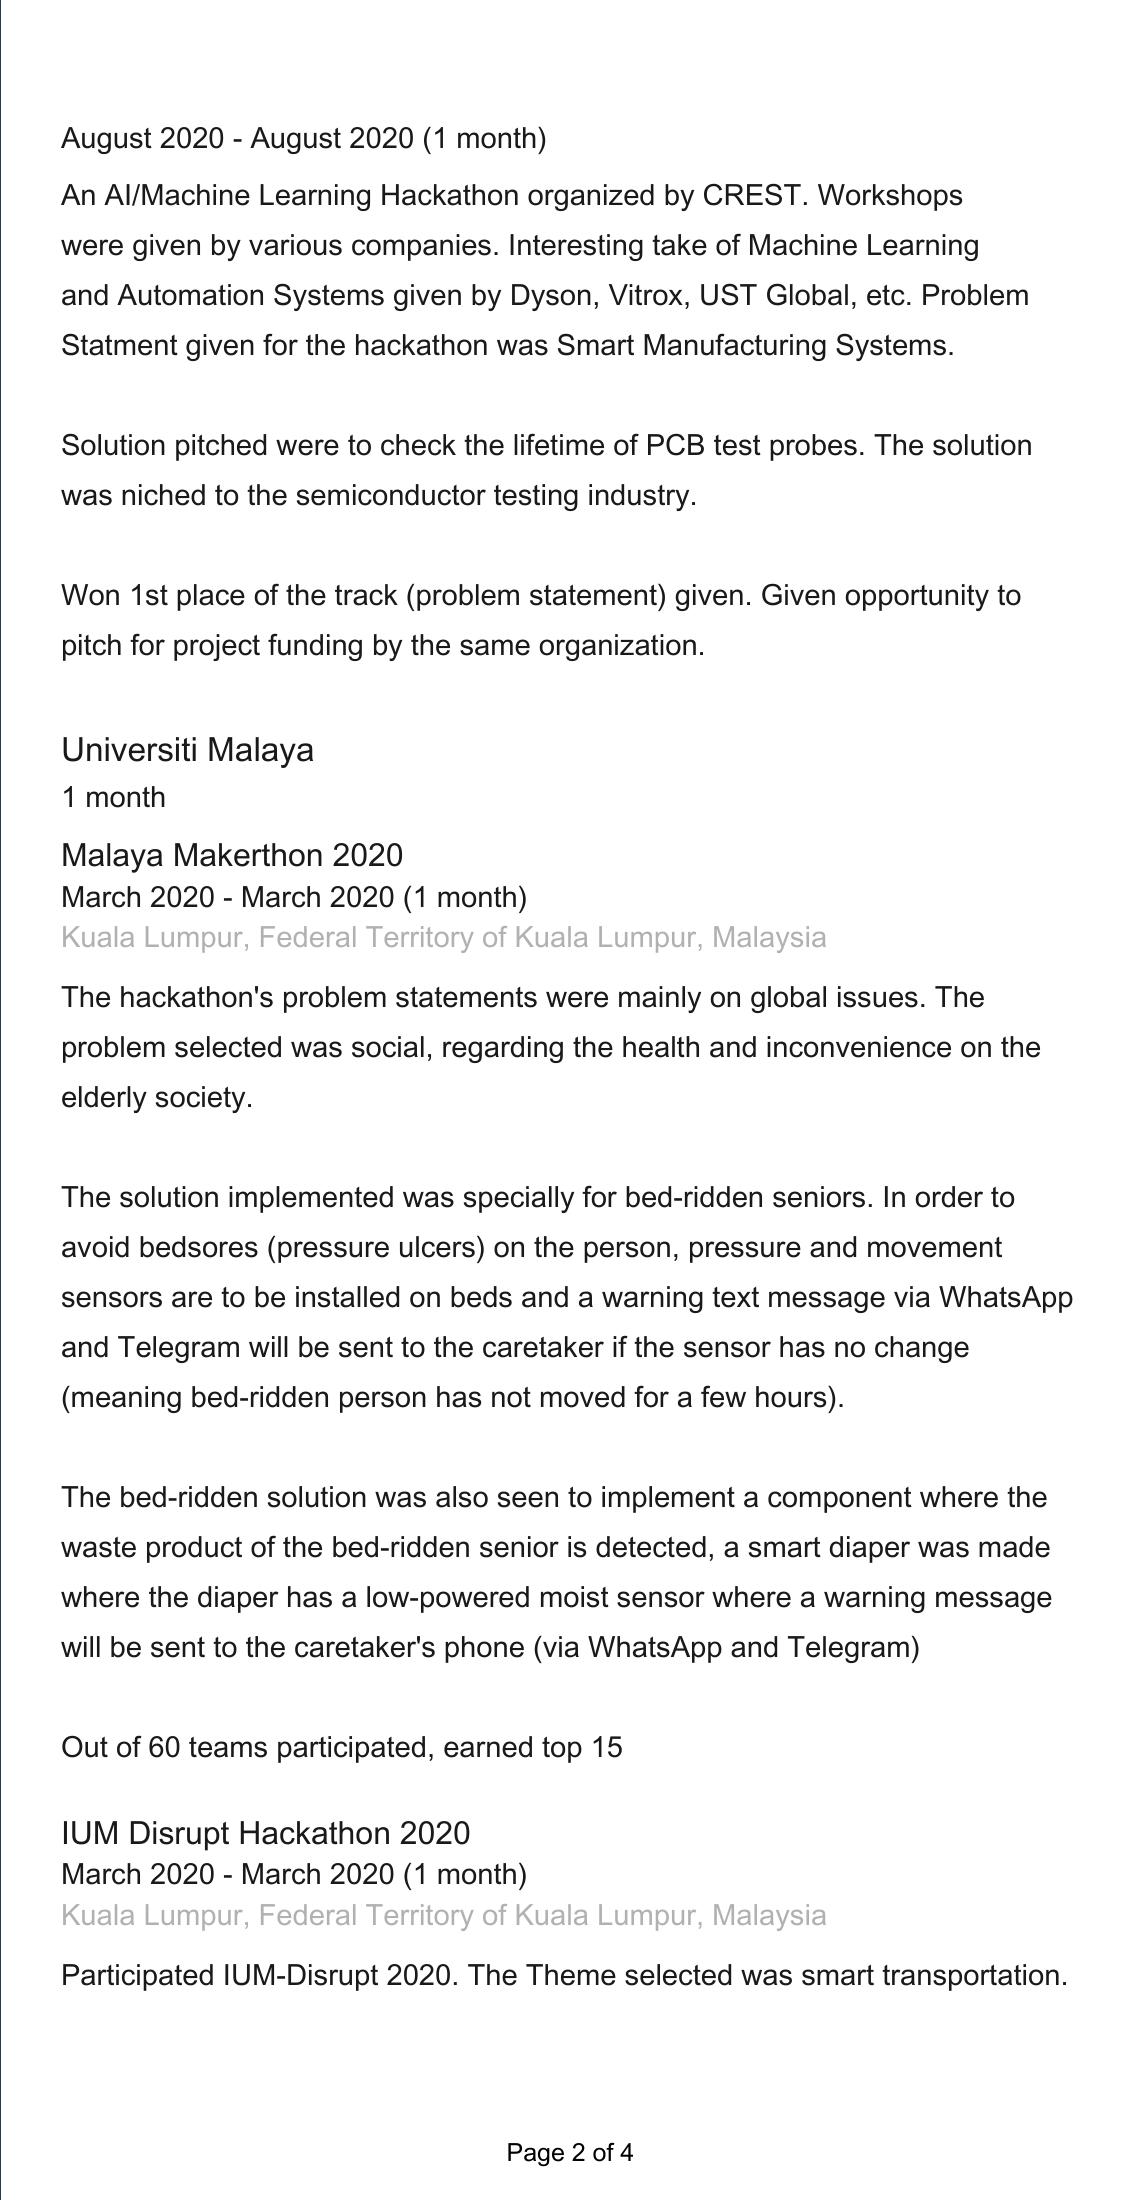 August 2020 - August 2020 (1 month)
An AI/Machine Learning Hackathon organized by CREST. Workshops
were given by various companies. Interesting take of Machine Learning
and Automation Systems given by Dyson, Vitrox, UST Global, etc. Problem
Statment given for the hackathon was Smart Manufacturing Systems.
Solution pitched were to check the lifetime of PCB test probes. The solution
was niched to the semiconductor testing industry.
Won 1st place of the track (problem statement) given. Given opportunity to
pitch for project funding by the same organization.
Universiti Malaya
1 month
Malaya Makerthon 2020
March 2020 - March 2020 (1 month)
Kuala Lumpur, Federal Territory of Kuala Lumpur, Malaysia
The hackathon's problem statements were mainly on global issues. The
problem selected was social, regarding the health and inconvenience on the
elderly society.
The solution implemented was specially for bed-ridden seniors. In order to
avoid bedsores (pressure ulcers) on the person, pressure and movement
sensors are to be installed on beds and a warning text message via WhatsApp
and Telegram will be sent to the caretaker if the sensor has no change
(meaning bed-ridden person has not moved for a few hours).
The bed-ridden solution was also seen to implement a component where the
waste product of the bed-ridden senior is detected, a smart diaper was made
where the diaper has a low-powered moist sensor where a warning message
will be sent to the caretaker's phone (via WhatsApp and Telegram)
Out of 60 teams participated, earned top 15
IUM Disrupt Hackathon 2020
March 2020 - March 2020 (1 month)
Kuala Lumpur, Federal Territory of Kuala Lumpur, Malaysia
Participated IUM-Disrupt 2020. The Theme selected was smart transportation.
Page 2 of 4